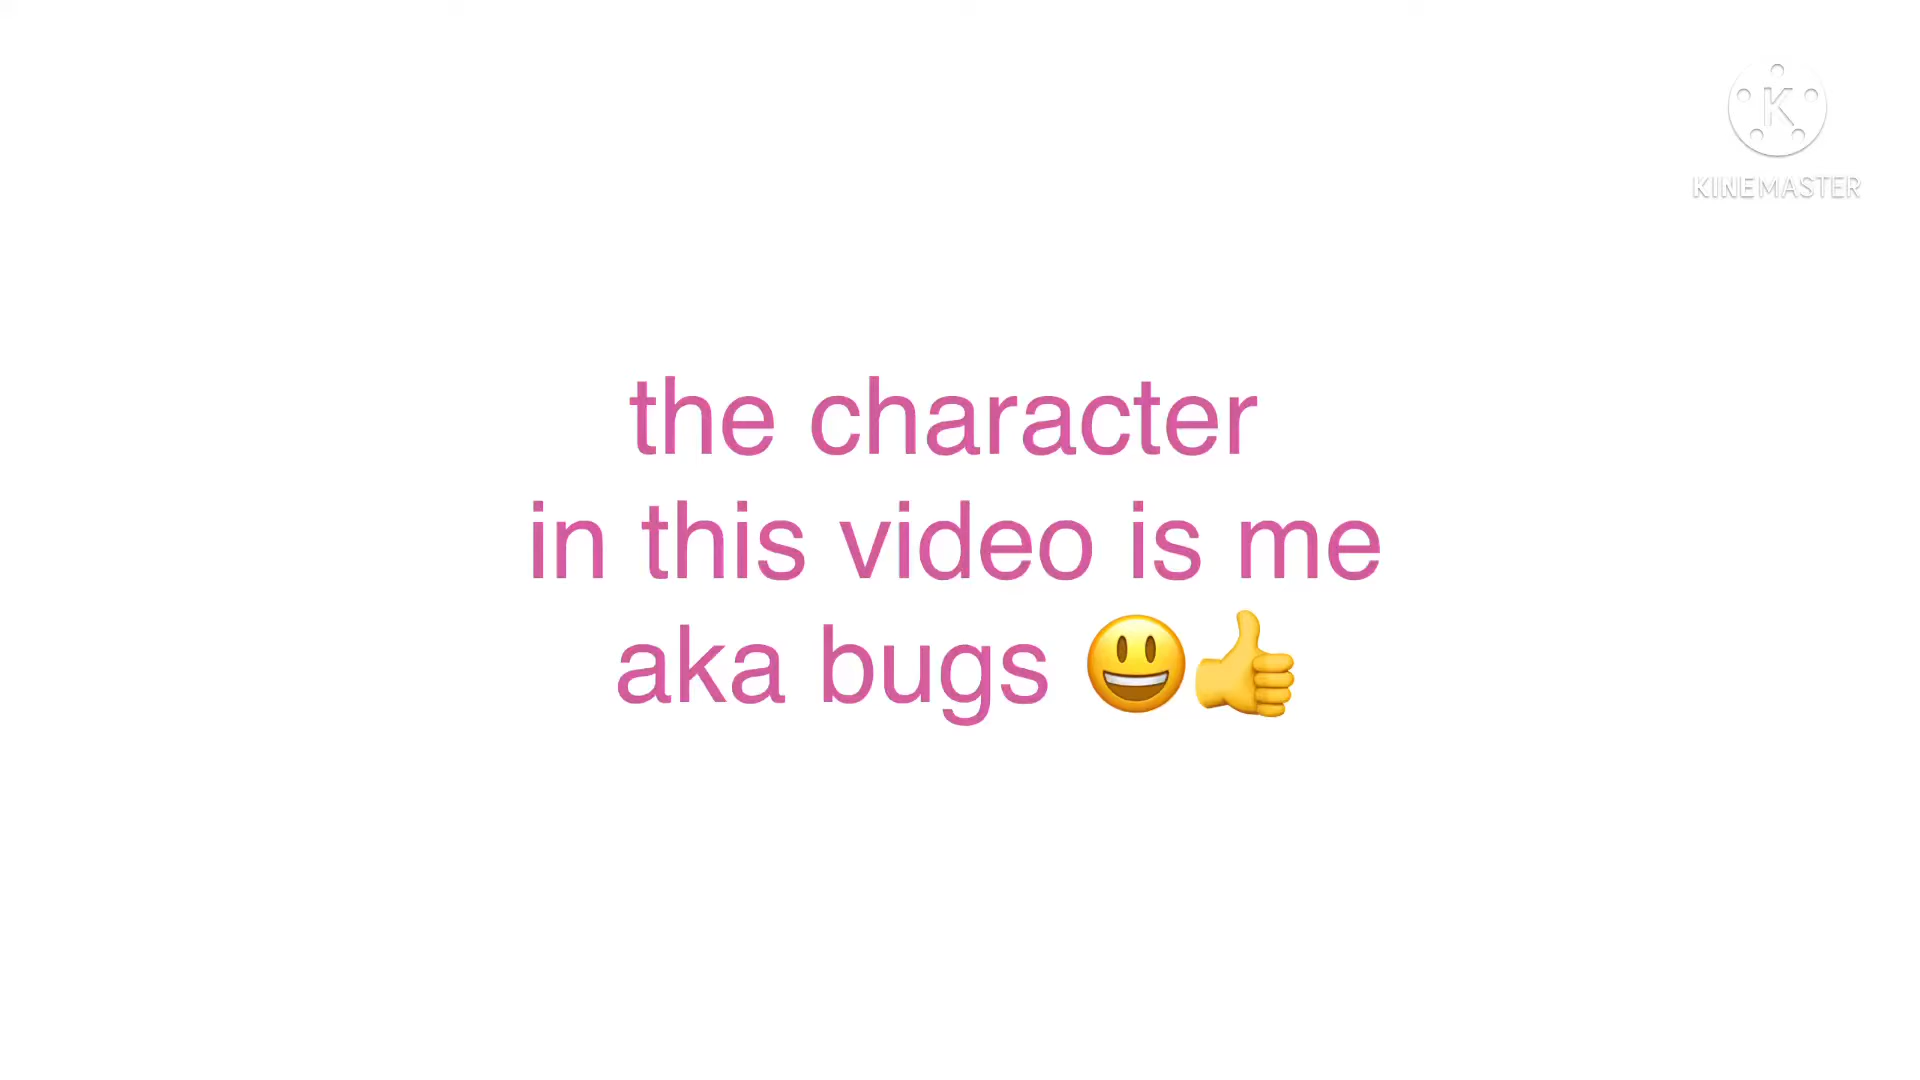 K
KINEMASTER
the character
in this video is me
aka bugs 😃👍